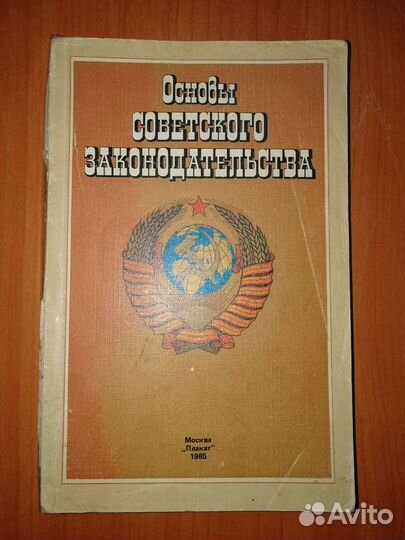 Основы
СОВЕТСКОГО
ЗАКОНОДАТЕЛЬСТВА
Москва
„Плакат"
1985
Avito